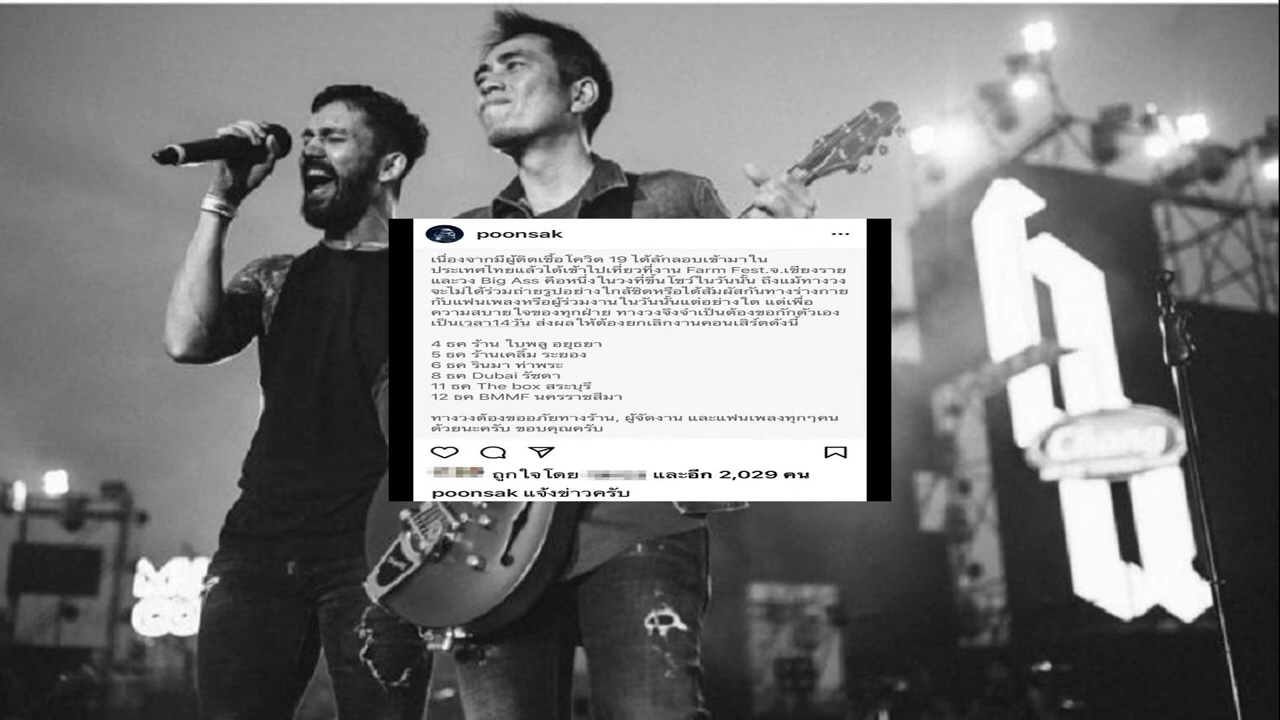 poonsak
เนื่องจากมีผู้ติดเชื้อโควิด 19 ได้ลักลอบเข้ามาใน
ประเทศไทยแล้วได้เข้าไปเที่ยวที่งาน Farm Fest.จ.เชียงราย
และวง Big Ass คือหนึ่งในวงที่ขึ้นโชว์ในวันนั้น ถึงแม้ทางวง
จะไม่ได้ร่วมถ่ายรูปอย่างใกล้ชิดหรือได้สัมผัสกันทางร่างกาย
กับแฟนเพลงหรือผู้ร่วมงานในวันนั้นแต่อย่างใด แต่เพื่อ
ความสบายใจของทุกฝ่าย ทางวงจึงจำเป็นต้องขอกักตัวเอง
เป็นเวลา14วัน ส่งผลให้ต้องยกเลิกงานคอนเสิร์ตดังนี้
4 ธค ร้าน ใบพลู อยุธยา
5 ธค ร้านเคลิ้ม ระยอง
6 ธค รินมา ท่าพระ
8 ธค Dubai รัชดา
11 ธค The box สระบุรี
12 ธค BMMF นครราชสีมา
ทางวงต้องขออภัยทางร้าน, ผู้จัดงาน และแฟนเพลงทุกๆคน
ด้วยนะครับ ขอบคุณครับ
ถูกใจโดย และอีก 2,029 คน
poonsak แจ้งข่าวครับ